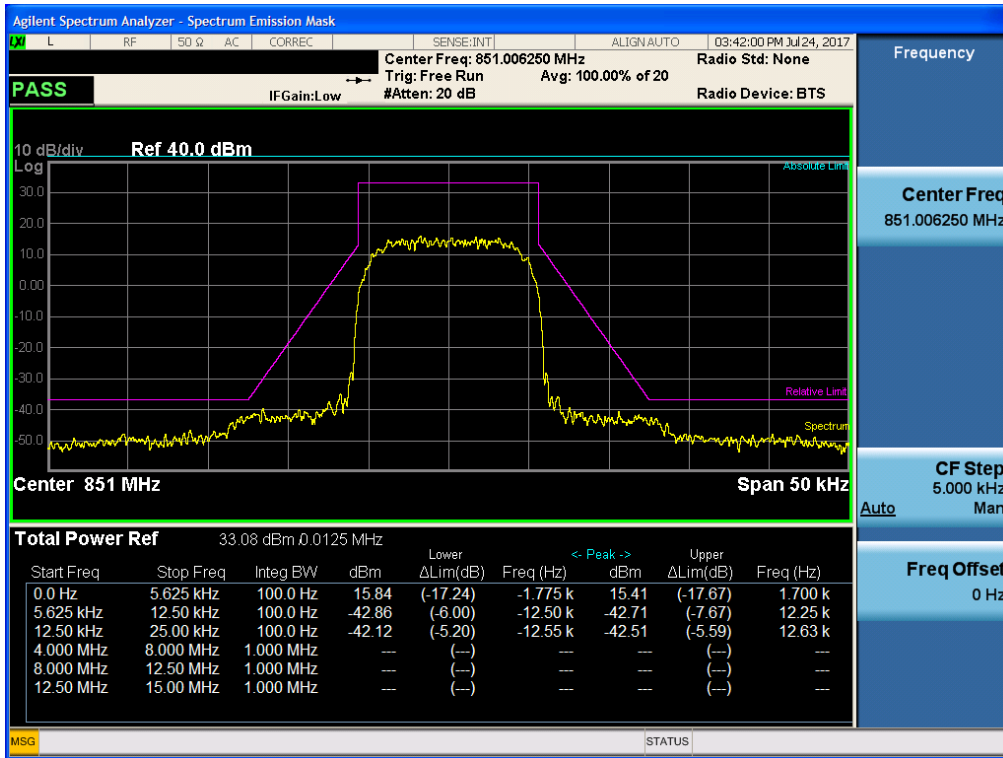 Agilent Spectrum Analyzer - Spectrum Emission Mask
LXI L RF 50 Ω AC CORREC SENSE:INT ALIGN AUTO 03:42:00 PM Jul 24, 2017
Center Freq: 851.006250 MHz Radio Std: None
Trig: Free Run Avg: 100.00% of 20
PASS IFGain:Low #Atten: 20 dB Radio Device: BTS
10 dB/div Ref 40.0 dBm
Log Absolute Limit
30.0
20.0
10.0
0.00
-10.0
-20.0
-30.0
Relative Limit
-40.0
Spectrum
-50.0
Center 851 MHz Span 50 kHz
Total Power Ref 33.08 dBm / 0.0125 MHz
Lower <- Peak -> Upper
Start Freq Stop Freq Integ BW dBm ΔLim(dB) Freq (Hz) dBm ΔLim(dB) Freq (Hz)
0.0 Hz 5.625 kHz 100.0 Hz 15.84 (-17.24) -1.775 k 15.41 (-17.67) 1.700 k
5.625 kHz 12.50 kHz 100.0 Hz -42.86 (-6.00) -12.50 k -42.71 (-7.67) 12.25 k
12.50 kHz 25.00 kHz 100.0 Hz -42.12 (-5.20) -12.55 k -42.51 (-5.59) 12.63 k
4.000 MHz 8.000 MHz 1.000 MHz --- (---) --- --- (---) ---
8.000 MHz 12.50 MHz 1.000 MHz --- (---) --- --- (---) ---
12.50 MHz 15.00 MHz 1.000 MHz --- (---) --- --- (---) ---
MSG STATUS
Frequency
Center Freq
851.006250 MHz
CF Step
5.000 kHz
Auto Man
Freq Offset
0 Hz